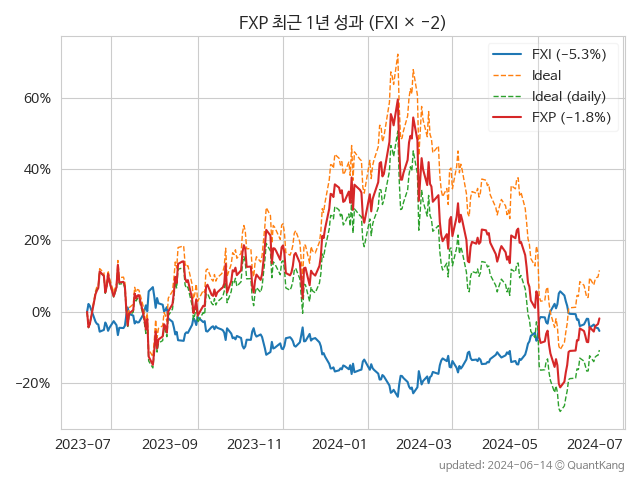 FXP 최근 1년 성과 (FXI × −2)
FXI (−5.3%)
Ideal
Ideal (daily)
FXP (−1.8%)
60%
40%
20%
0%
−20%
2023−07
2023−09
2023−11
2024−01
2024−03
2024−05
2024−07
updated: 2024−06−14 © QuantKang